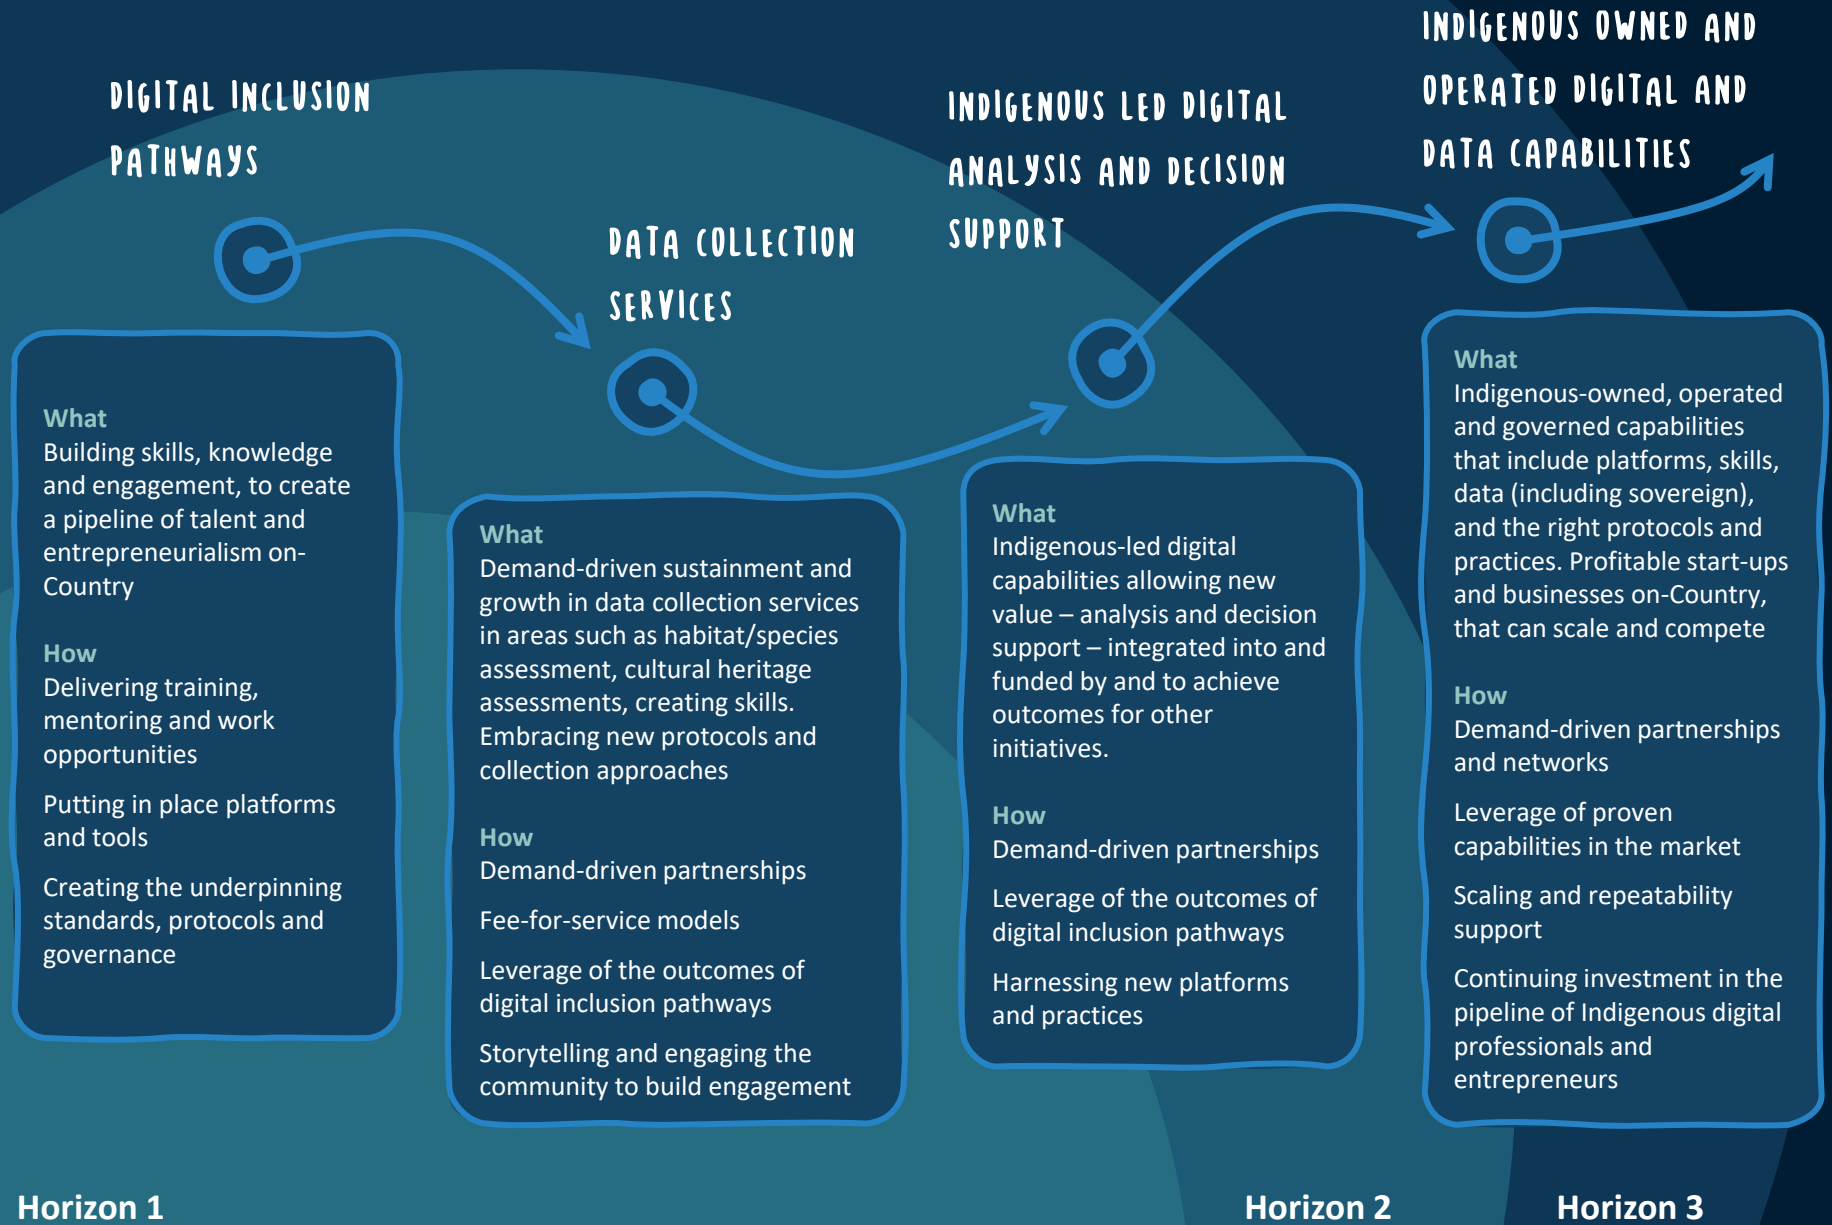 DIGITAL INCLUSION
PATHWAYS
What
Building skills, knowledge
and engagement, to create
a pipeline of talent and
entrepreneurialism on-
Country
How
Delivering training,
mentoring and work
opportunities
Putting in place platforms
and tools
Creating the underpinning
standards, protocols and
governance
DATA COLLECTION
SERVICES
What
Demand-driven sustainment and
growth in data collection services
in areas such as habitat/species
assessment, cultural heritage
assessments, creating skills.
Embracing new protocols and
collection approaches
How
Demand-driven partnerships
Fee-for-service models
Leverage of the outcomes of
digital inclusion pathways
Storytelling and engaging the
community to build engagement
INDIGENOUS LED DIGITAL
ANALYSIS AND DECISION
SUPPORT
What
Indigenous-led digital
capabilities allowing new
value – analysis and decision
support – integrated into and
funded by and to achieve
outcomes for other
initiatives.
How
Demand-driven partnerships
Leverage of the outcomes of
digital inclusion pathways
Harnessing new platforms
and practices
INDIGENOUS OWNED AND
OPERATED DIGITAL AND
DATA CAPABILITIES
What
Indigenous-owned, operated
and governed capabilities
that include platforms, skills,
data (including sovereign),
and the right protocols and
practices. Profitable start-ups
and businesses on-Country,
that can scale and compete
How
Demand-driven partnerships
and networks
Leverage of proven
capabilities in the market
Scaling and repeatability
support
Continuing investment in the
pipeline of Indigenous digital
professionals and
entrepreneurs
Horizon 1
Horizon 2
Horizon 3